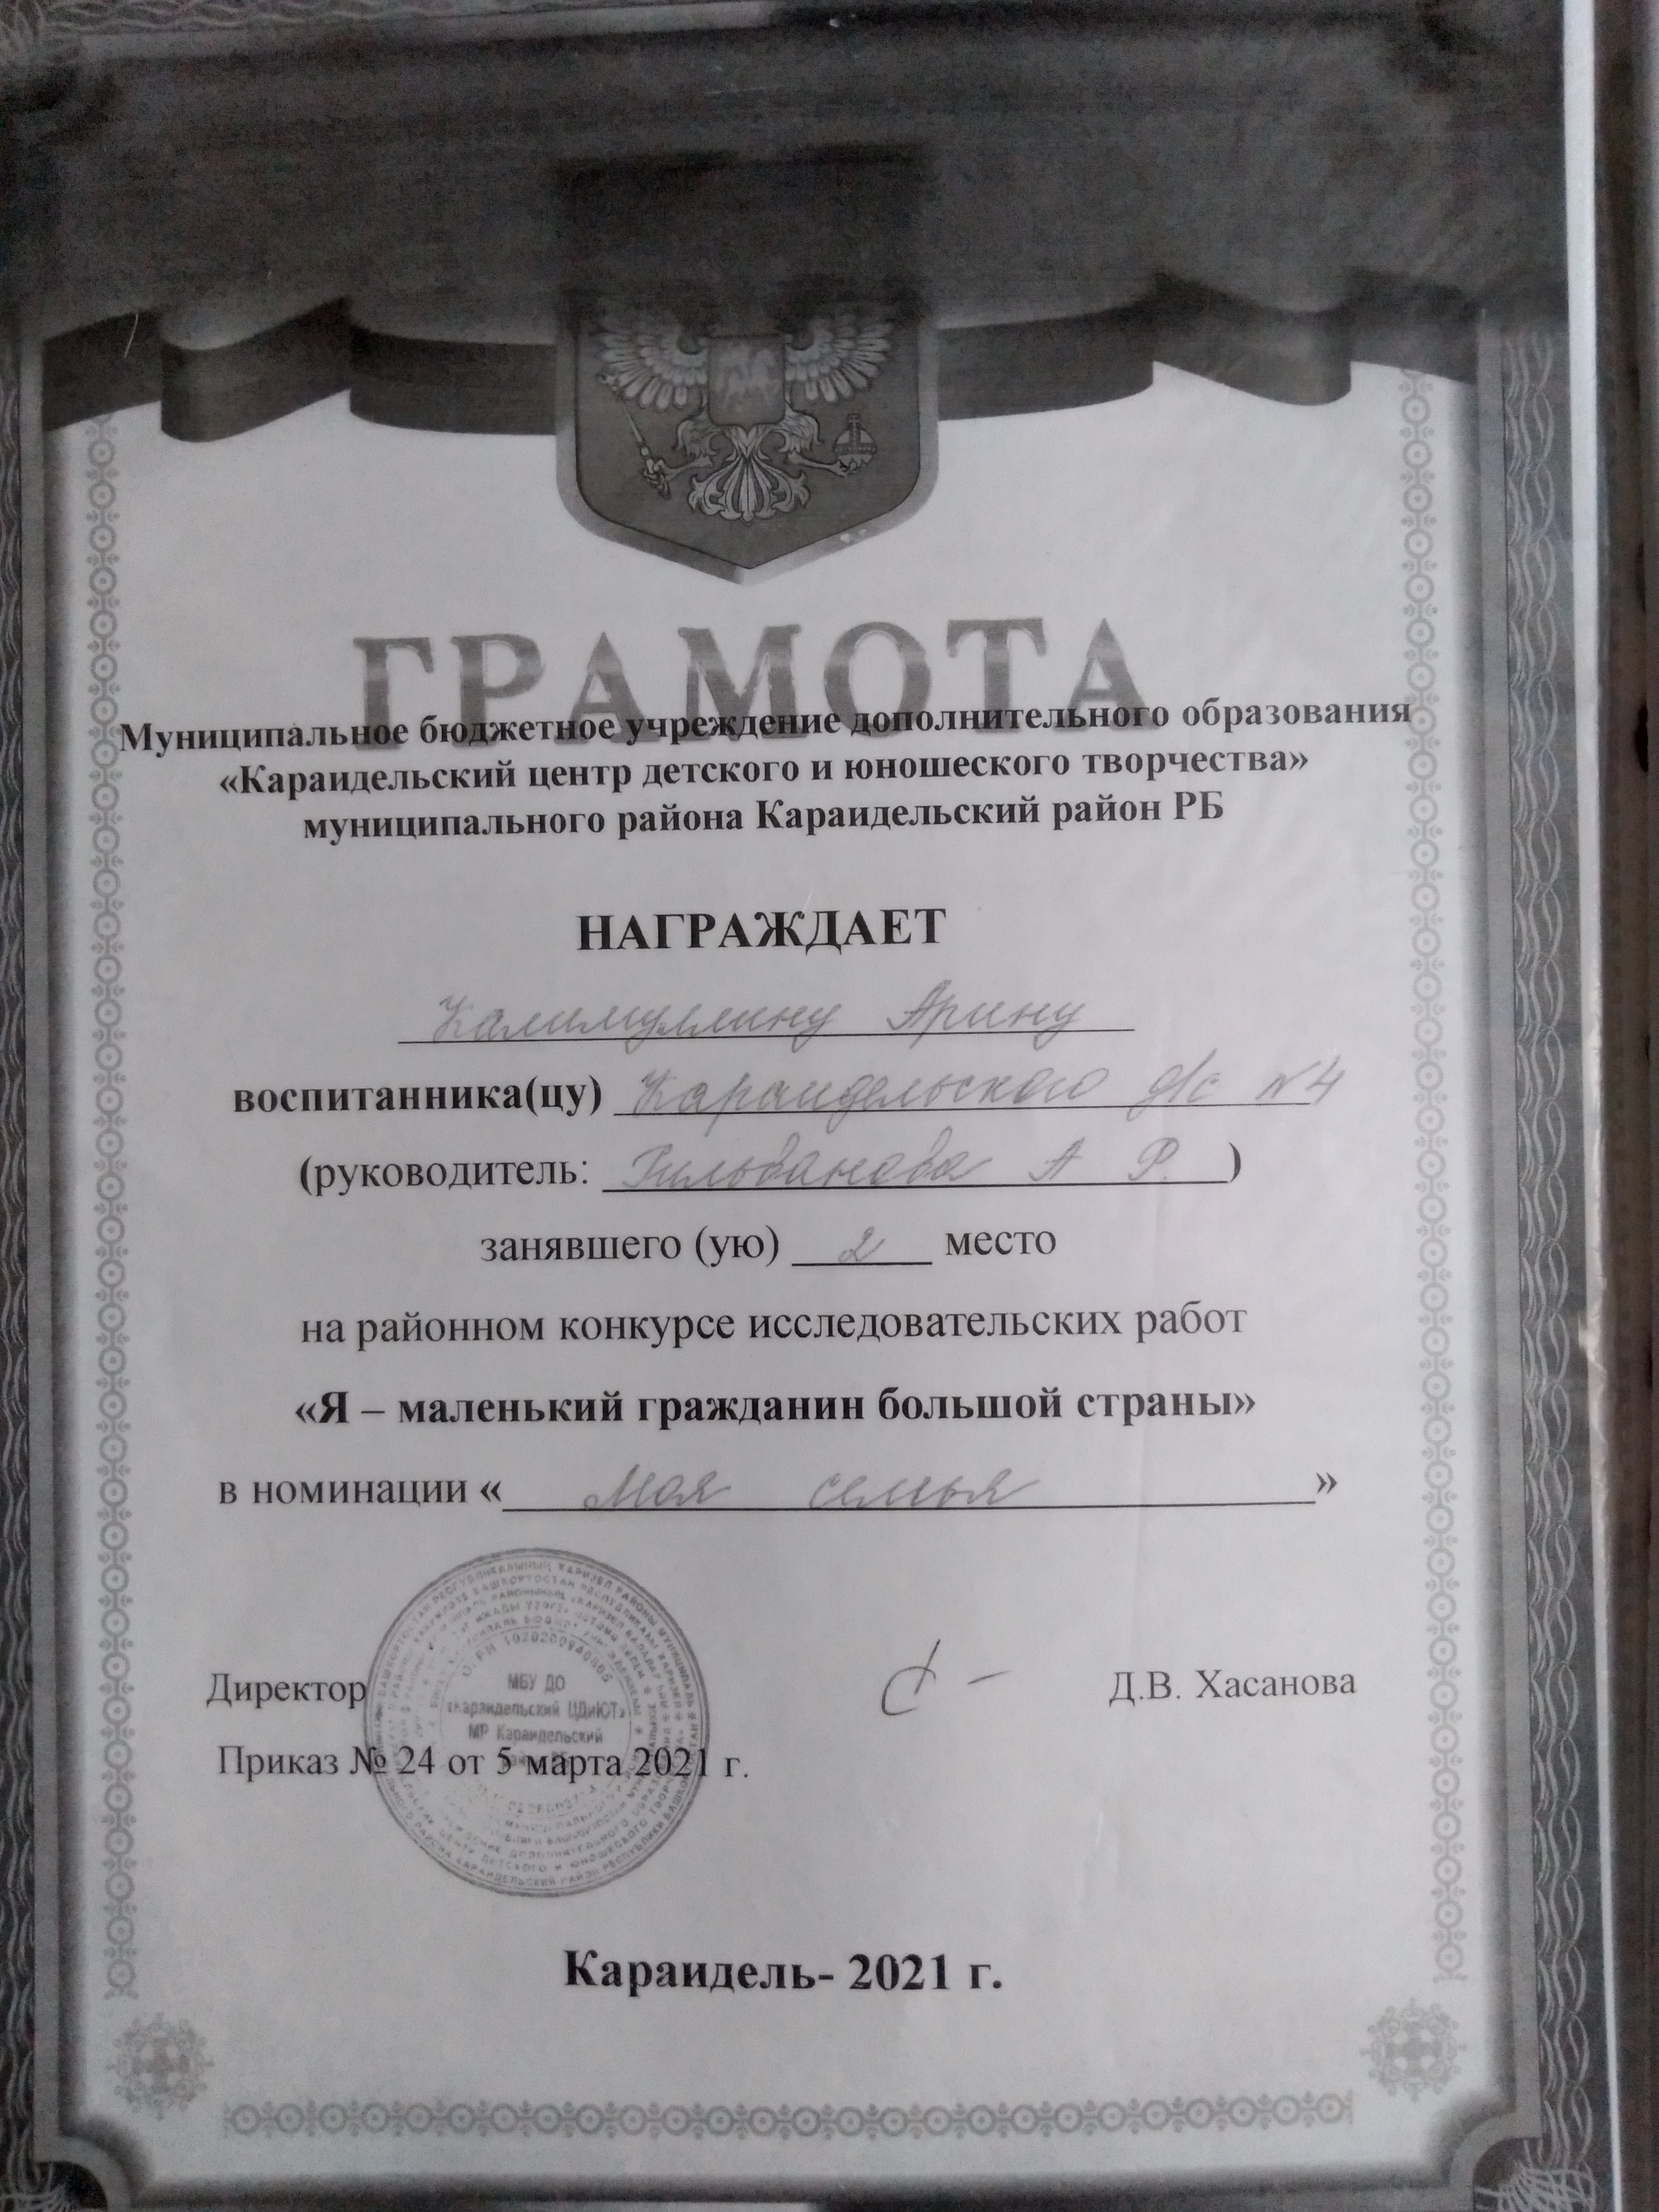 ГРАМОТА
Муниципальное бюджетное учреждение дополнительного образования
«Караидельский центр детского и юношеского творчества»
муниципального района Караидельский район РБ
НАГРАЖДАЕТ
Калимуллину Арину
воспитанника(цу) Караидельского д/с №4
(руководитель: Гильванова А Р.)
занявшего (ую) 2 место
на районном конкурсе исследовательских работ
«Я – маленький гражданин большой страны»
в номинации « Моя семья »
МБУ ДО
«Караидельский ЦДиЮТ»
МР Караидельский
Директор Д.В. Хасанова
Приказ № 24 от 5 марта 2021 г.
Караидель- 2021 г.